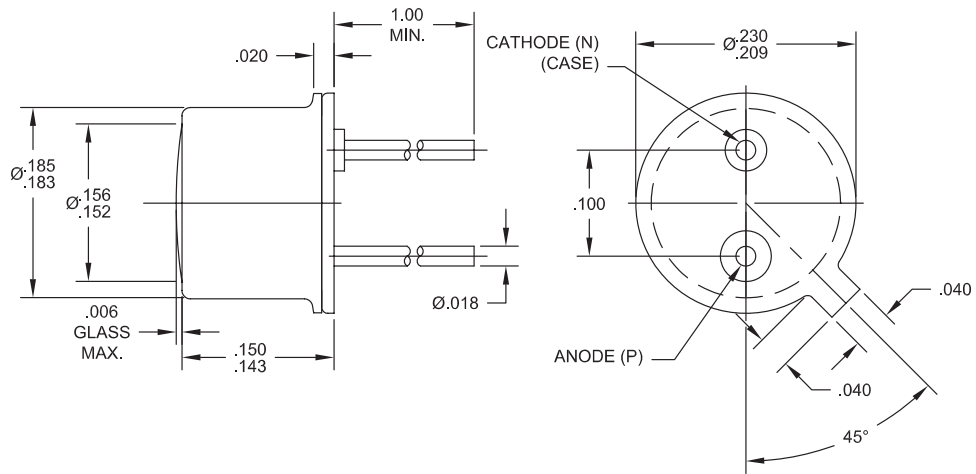 1.00
MIN.
.020
CATHODE (N)
(CASE)
Ø.230
.209
Ø.185
.183
Ø.156
.152
.100
Ø.018
.006
GLASS
MAX.
.150
.143
ANODE (P)
.040
.040
45°